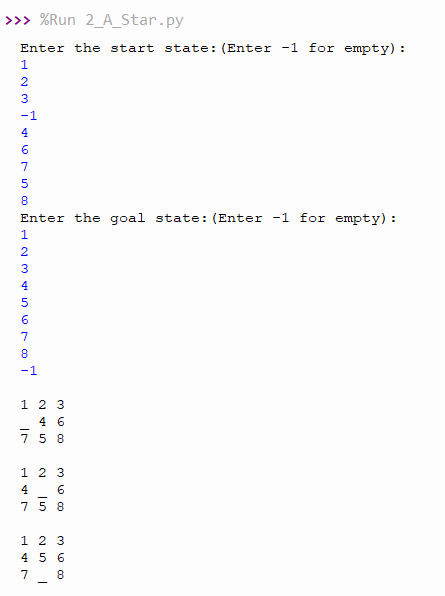 >>> %Run 2_A_Star.py
Enter the start state:(Enter -1 for empty):
1
2
3
-1
4
6
7
5
8
Enter the goal state:(Enter -1 for empty):
1
2
3
4
5
6
7
8
-1
1 2 3
_ 4 6
7 5 8
1 2 3
4 _ 6
7 5 8
1 2 3
4 5 6
7 _ 8